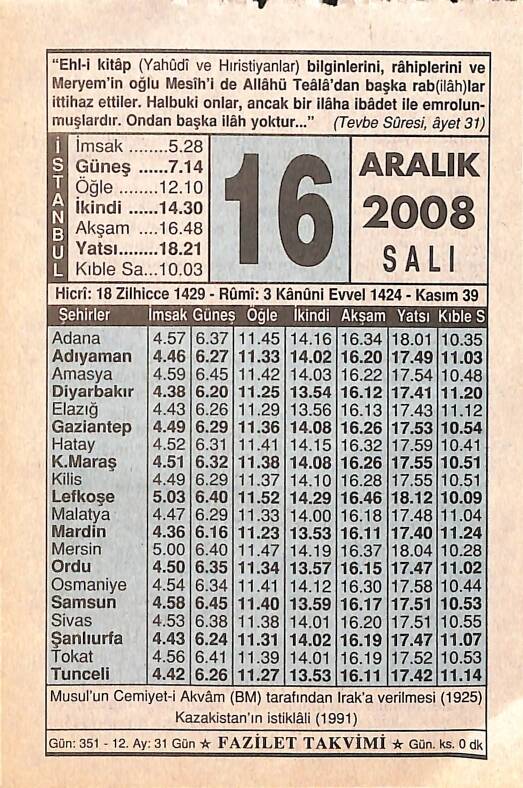 “Ehl-i kitâp (Yahûdî ve Hıristiyanlar) bilginlerini, râhiplerini ve
Meryem'in oğlu Mesîh'i de Allâhü Teâlâ'dan başka rab(ilâh)lar
ittihaz ettiler. Halbuki onlar, ancak bir ilâha ibâdet ile emrolun-
muşlardır. Ondan başka ilâh yoktur...” (Tevbe Sûresi, âyet 31)
İSTANBUL
İmsak ........5.28
Güneş ......7.14
Öğle ........12.10
İkindi ......14.30
Akşam ....16.48
Yatsı........18.21
Kıble Sa...10.03
16
ARALIK
2008
SALI
Hicrî: 18 Zilhicce 1429 - Rûmî: 3 Kânûni Evvel 1424 - Kasım 39
Şehirler İmsak Güneş Öğle İkindi Akşam Yatsı Kıble S
Adana 4.57 6.37 11.45 14.16 16.34 18.01 10.35
Adıyaman 4.46 6.27 11.33 14.02 16.20 17.49 11.03
Amasya 4.59 6.45 11.42 14.03 16.22 17.54 10.48
Diyarbakır 4.38 6.20 11.25 13.54 16.12 17.41 11.20
Elazığ 4.43 6.26 11.29 13.56 16.13 17.43 11.12
Gaziantep 4.49 6.29 11.36 14.08 16.26 17.53 10.54
Hatay 4.52 6.31 11.41 14.15 16.32 17.59 10.41
K.Maraş 4.51 6.32 11.38 14.08 16.26 17.55 10.51
Kilis 4.49 6.29 11.37 14.10 16.28 17.55 10.51
Lefkoşe 5.03 6.40 11.52 14.29 16.46 18.12 10.09
Malatya 4.47 6.29 11.33 14.00 16.18 17.48 11.04
Mardin 4.36 6.16 11.23 13.53 16.11 17.40 11.24
Mersin 5.00 6.40 11.47 14.19 16.37 18.04 10.28
Ordu 4.50 6.35 11.34 13.57 16.15 17.47 11.02
Osmaniye 4.54 6.34 11.41 14.12 16.30 17.58 10.44
Samsun 4.58 6.45 11.40 13.59 16.17 17.51 10.53
Sivas 4.53 6.38 11.38 14.01 16.20 17.51 10.55
Şanlıurfa 4.43 6.24 11.31 14.02 16.19 17.47 11.07
Tokat 4.56 6.41 11.39 14.01 16.19 17.52 10.53
Tunceli 4.42 6.26 11.27 13.53 16.11 17.42 11.14
Musul'un Cemiyet-i Akvâm (BM) tarafından Irak'a verilmesi (1925)
Kazakistan'ın istiklâli (1991)
Gün: 351 - 12. Ay: 31 Gün ★ FAZİLET TAKVİMİ ★ Gün. ks. 0 dk